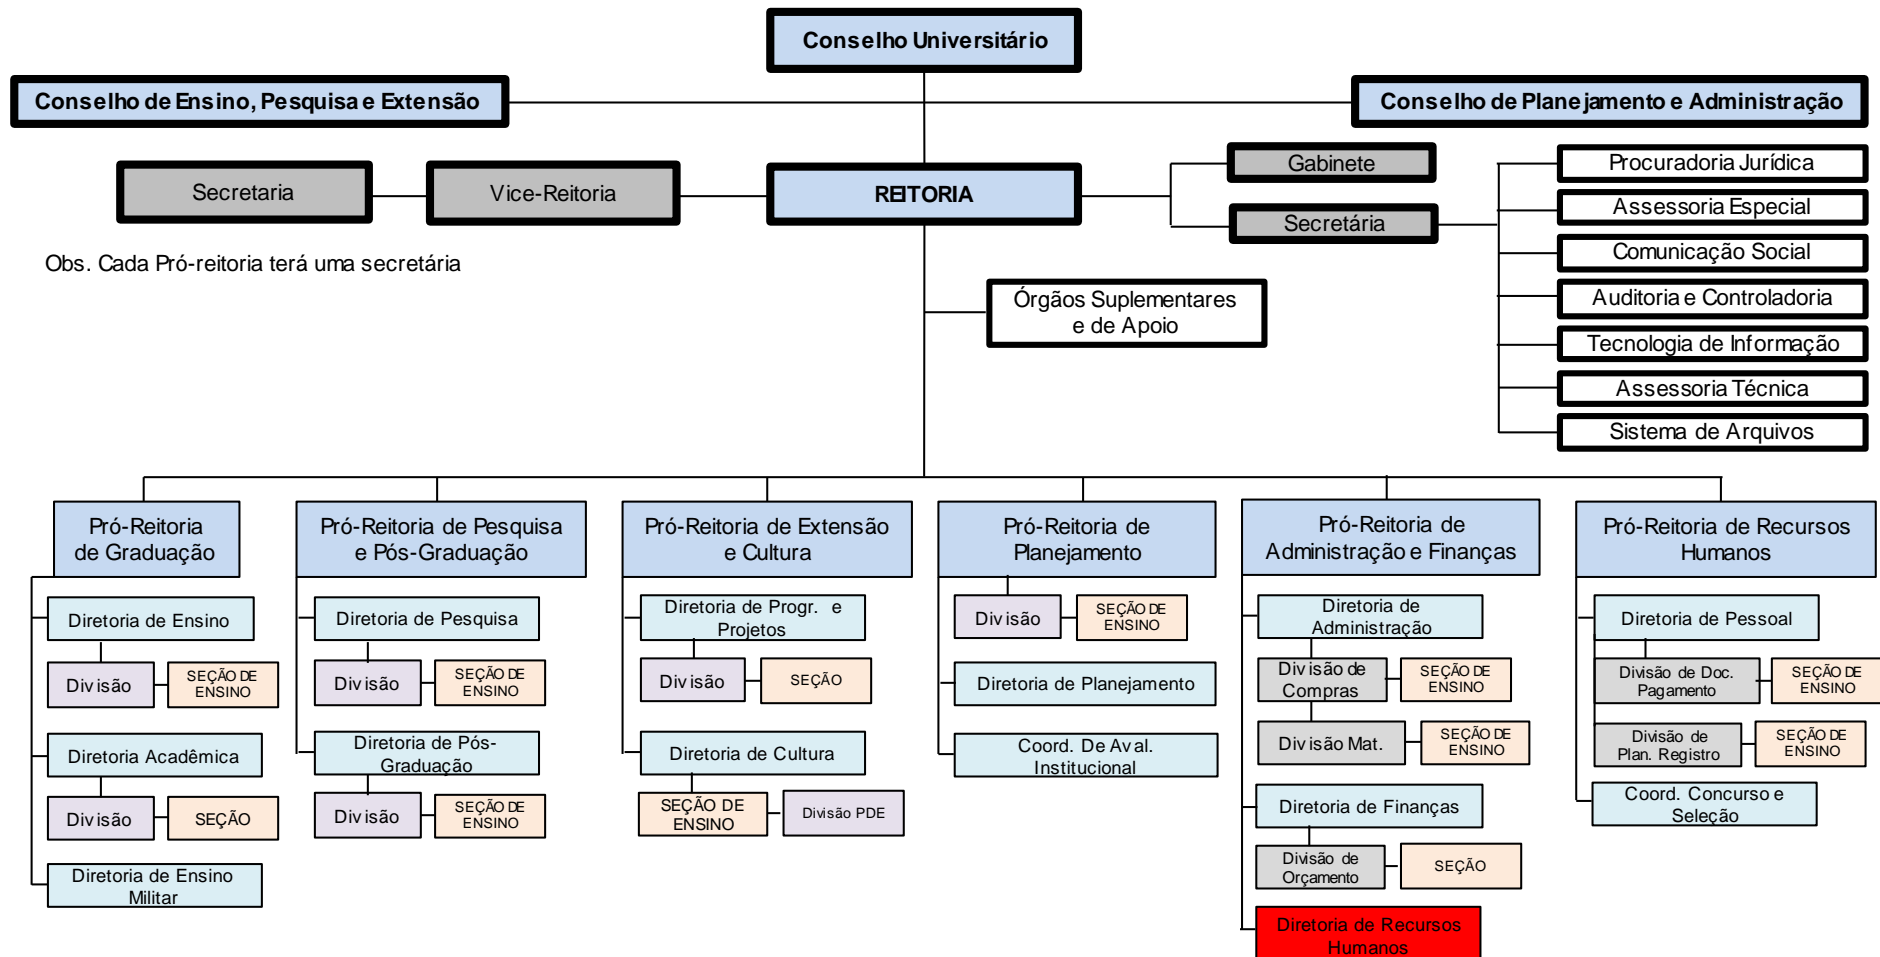 Conselho Universitário
Conselho de Ensino, Pesquisa e Extensão
Conselho de Planejamento e Administração
Secretaria
Vice-Reitoria
REITORIA
Gabinete
Secretária
Procuradoria Jurídica
Assessoria Especial
Comunicação Social
Auditoria e Controladoria
Tecnologia de Informação
Assessoria Técnica
Sistema de Arquivos
Obs. Cada Pró-reitoria terá uma secretária
Órgãos Suplementares
e de Apoio
Pró-Reitoria
de Graduação
Diretoria de Ensino
Divisão
SEÇÃO DE
ENSINO
Diretoria Acadêmica
Divisão
SEÇÃO
Diretoria de Ensino
Militar
Pró-Reitoria de Pesquisa
e Pós-Graduação
Diretoria de Pesquisa
Divisão
SEÇÃO DE
ENSINO
Diretoria de Pós-
Graduação
Divisão
SEÇÃO DE
ENSINO
Pró-Reitoria de Extensão
e Cultura
Diretoria de Progr. e
Projetos
Divisão
SEÇÃO
Diretoria de Cultura
SEÇÃO DE
ENSINO
Divisão PDE
Pró-Reitoria de
Planejamento
Divisão
SEÇÃO DE
ENSINO
Diretoria de Planejamento
Coord. De Aval.
Institucional
Pró-Reitoria de
Administração e Finanças
Diretoria de
Administração
Divisão de
Compras
SEÇÃO DE
ENSINO
Divisão Mat.
SEÇÃO DE
ENSINO
Diretoria de Finanças
Divisão de
Orçamento
SEÇÃO
Diretoria de Recursos
Humanos
Pró-Reitoria de Recursos
Humanos
Diretoria de Pessoal
Divisão de Doc.
Pagamento
SEÇÃO DE
ENSINO
Divisão de
Plan. Registro
SEÇÃO DE
ENSINO
Coord. Concurso e
Seleção